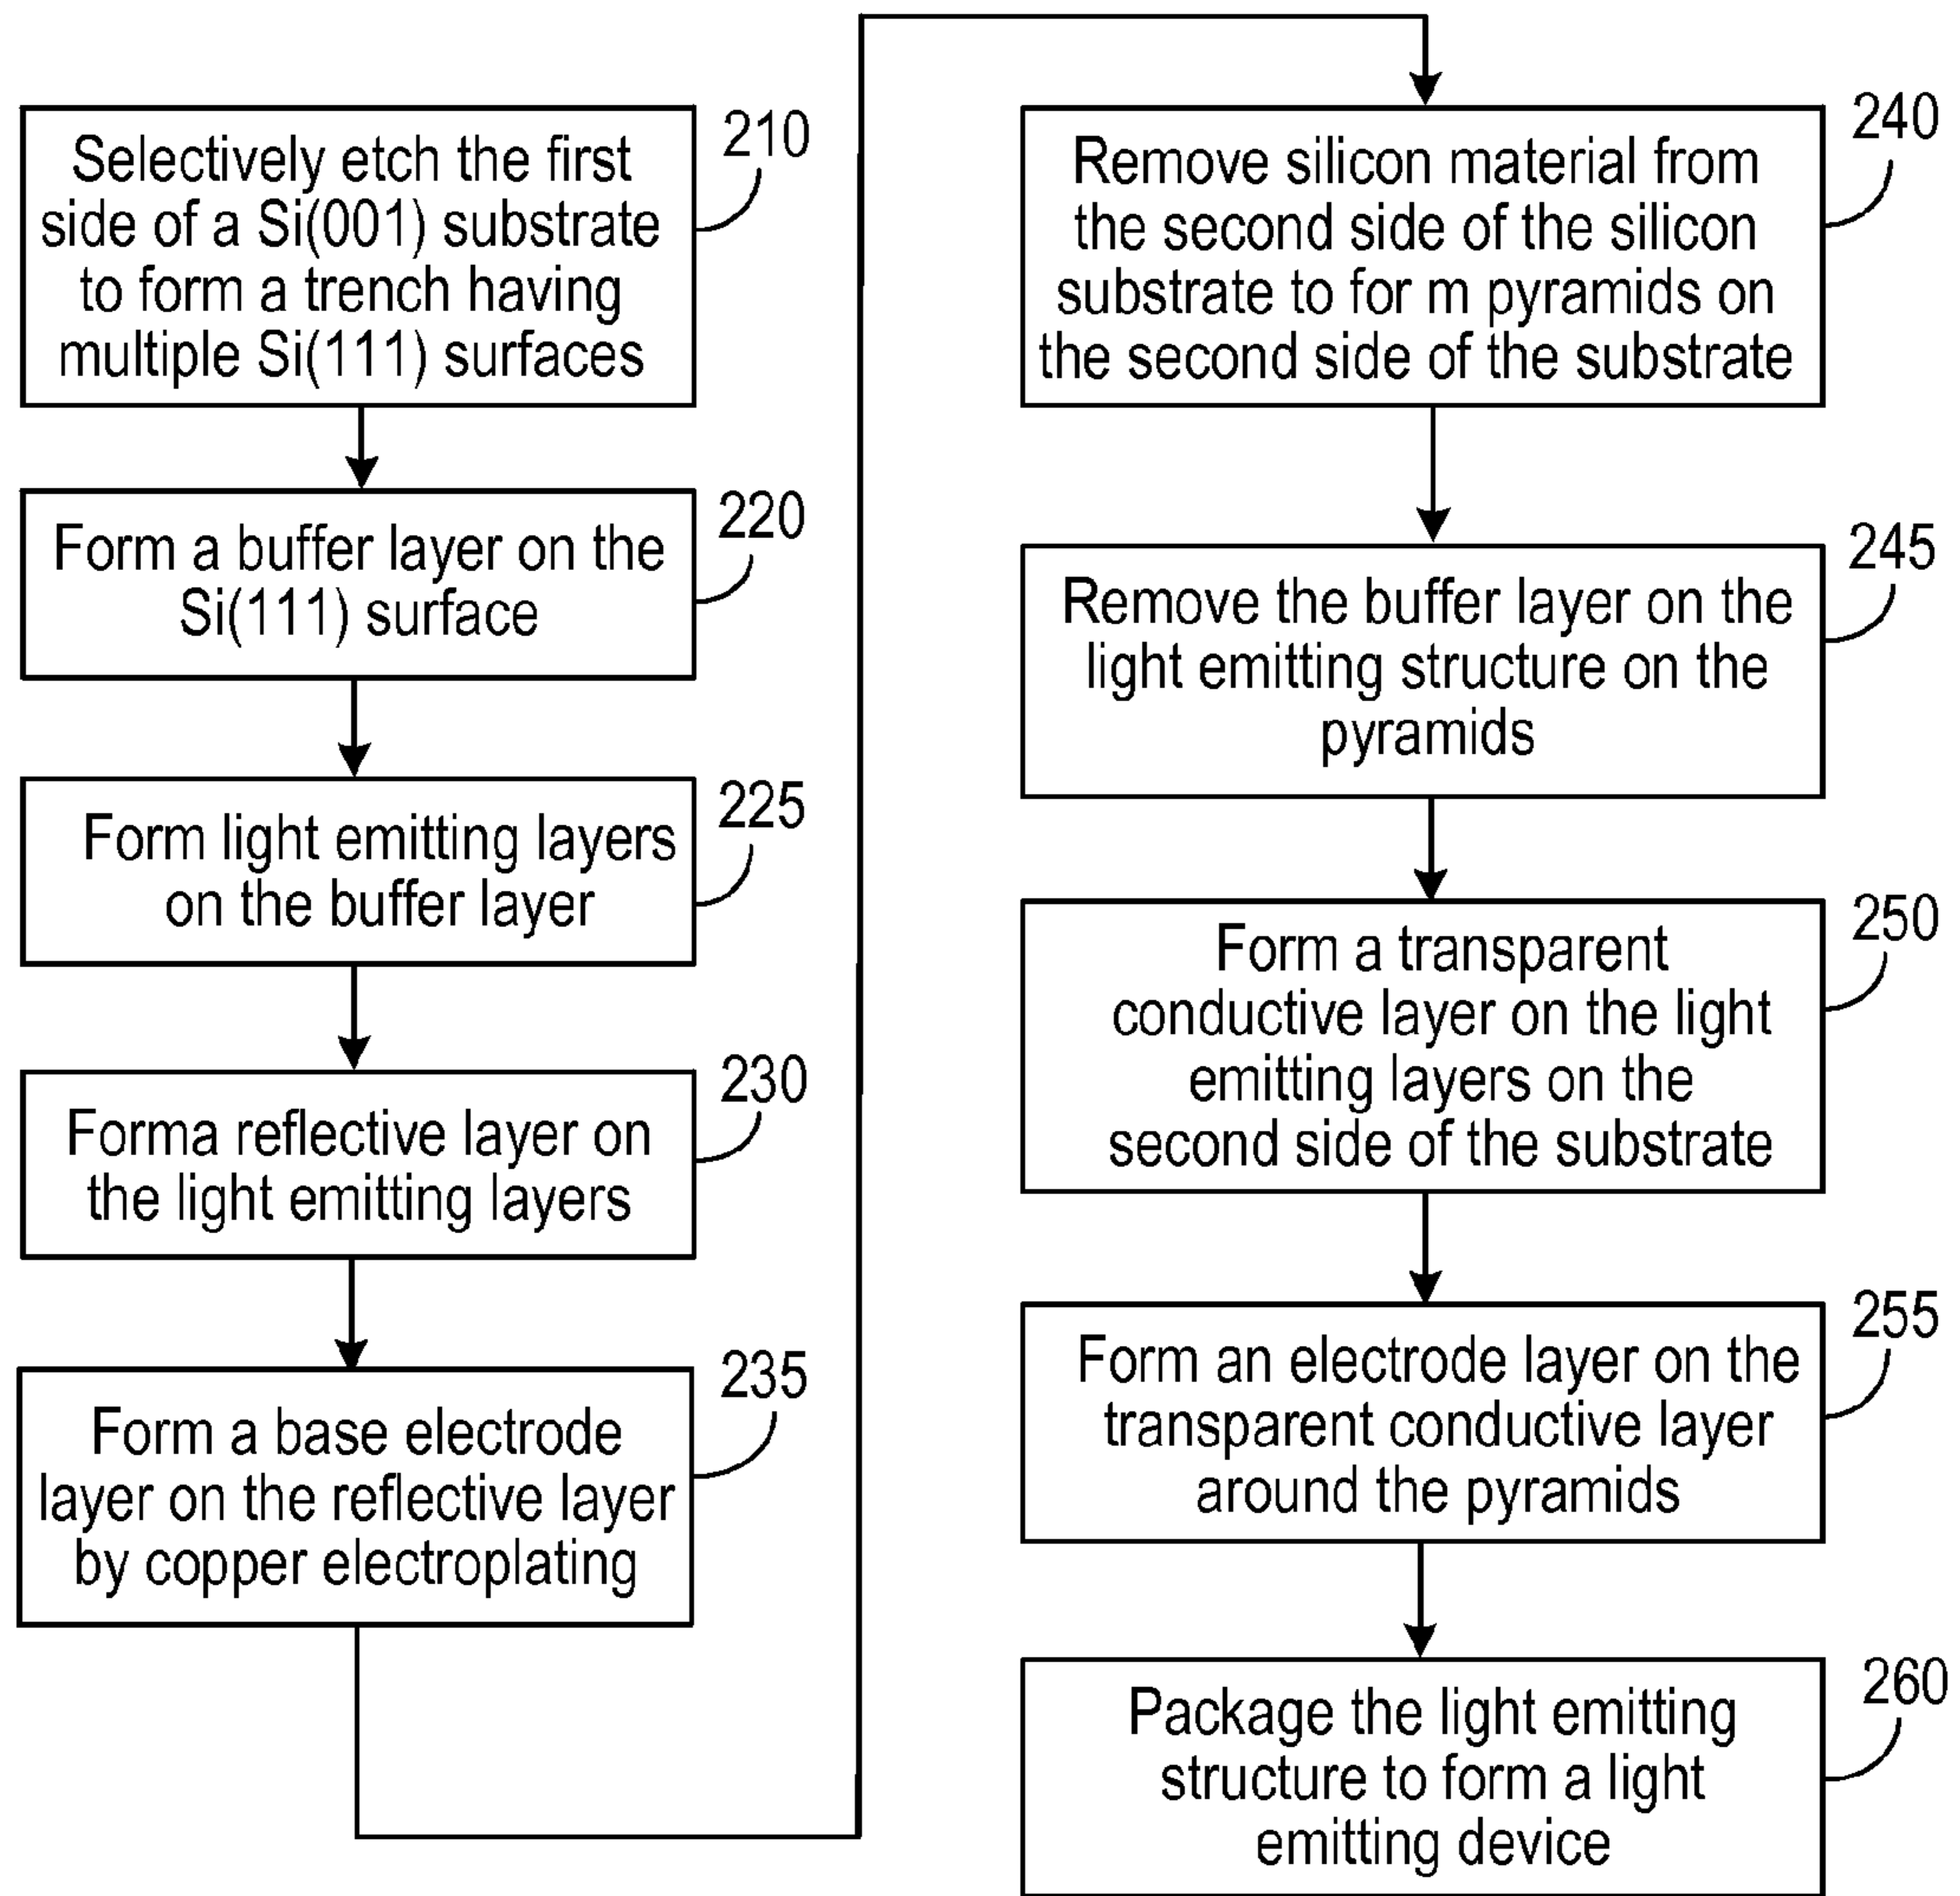 210
Selectively etch the first
side of a Si(001) substrate
to form a trench having
multiple Si(111) surfaces
220
Form a buffer layer on the
Si(111) surface
225
Form light emitting layers
on the buffer layer
230
Forma reflective layer on
the light emitting layers
235
Form a base electrode
layer on the reflective layer
by copper electroplating
240
Remove silicon material from
the second side of the silicon
substrate to for m pyramids on
the second side of the substrate
245
Remove the buffer layer on the
light emitting structure on the
pyramids
250
Form a transparent
conductive layer on the light
emitting layers on the
second side of the substrate
255
Form an electrode layer on the
transparent conductive layer
around the pyramids
260
Package the light emitting
structure to form a light
emitting device